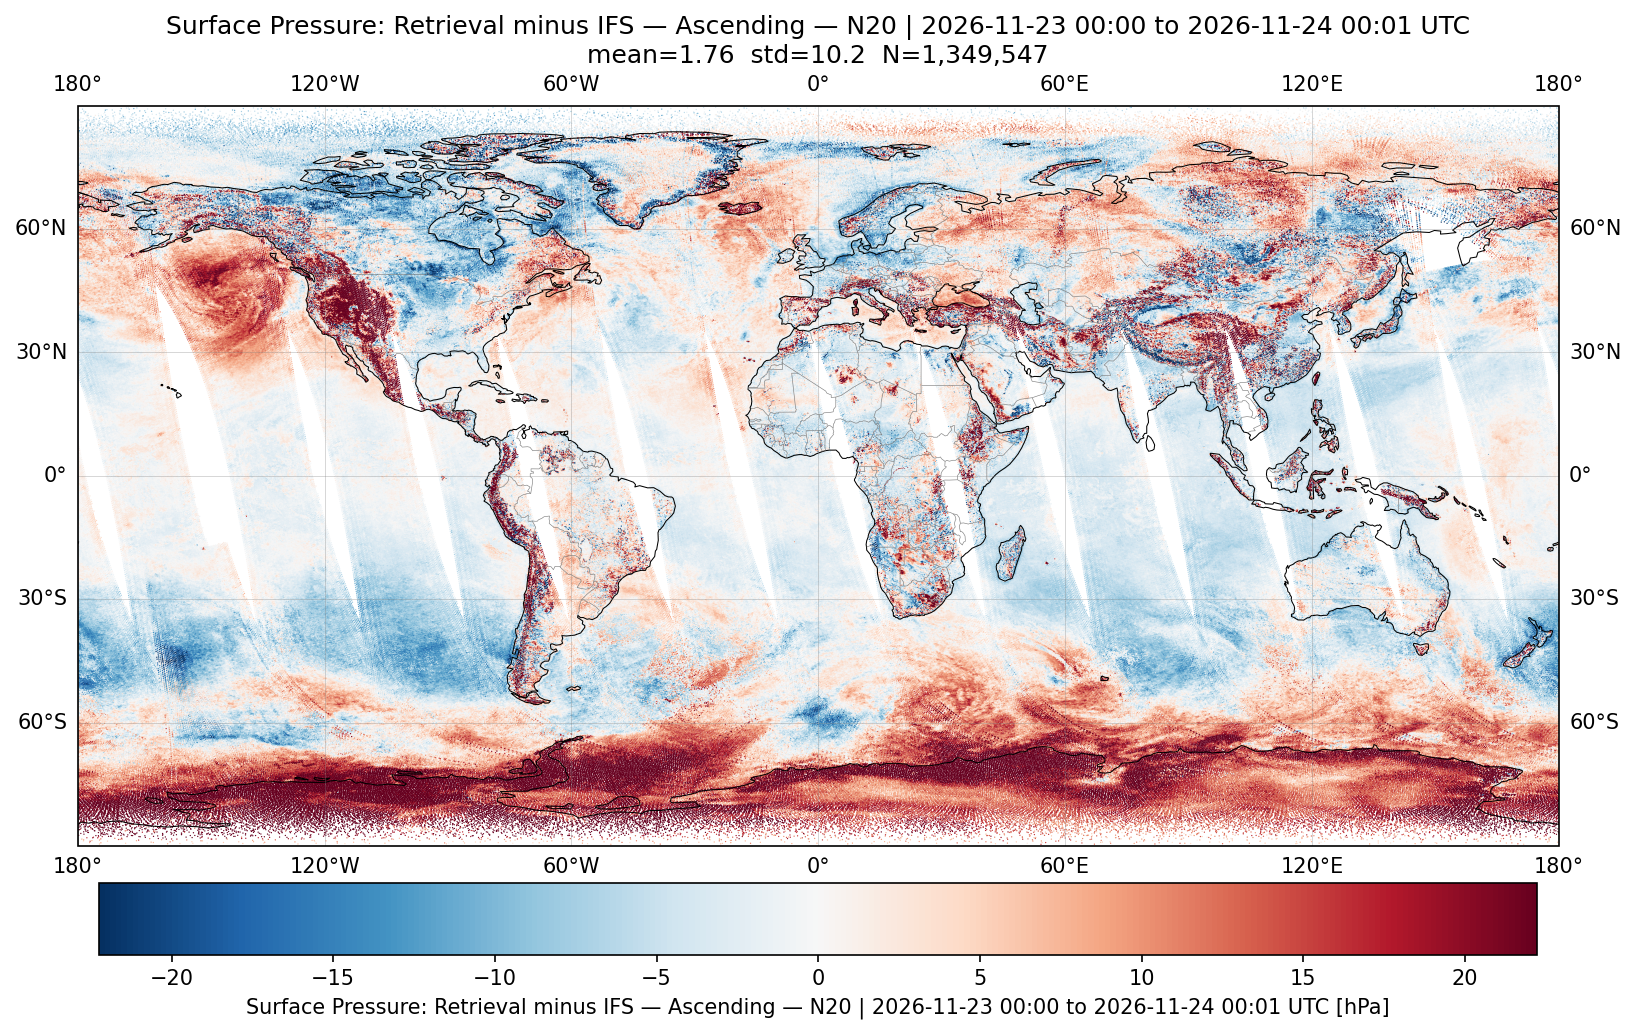 Surface Pressure: Retrieval minus IFS — Ascending — N20 | 2026-11-23 00:00 to 2026-11-24 00:01 UTC
mean=1.76 std=10.2 N=1,349,547
180° 120°W 60°W 0° 60°E 120°E 180°
60°N 60°N
30°N 30°N
0° 0°
30°S 30°S
60°S 60°S
180° 120°W 60°W 0° 60°E 120°E 180°
−20 −15 −10 −5 0 5 10 15 20
Surface Pressure: Retrieval minus IFS — Ascending — N20 | 2026-11-23 00:00 to 2026-11-24 00:01 UTC [hPa]